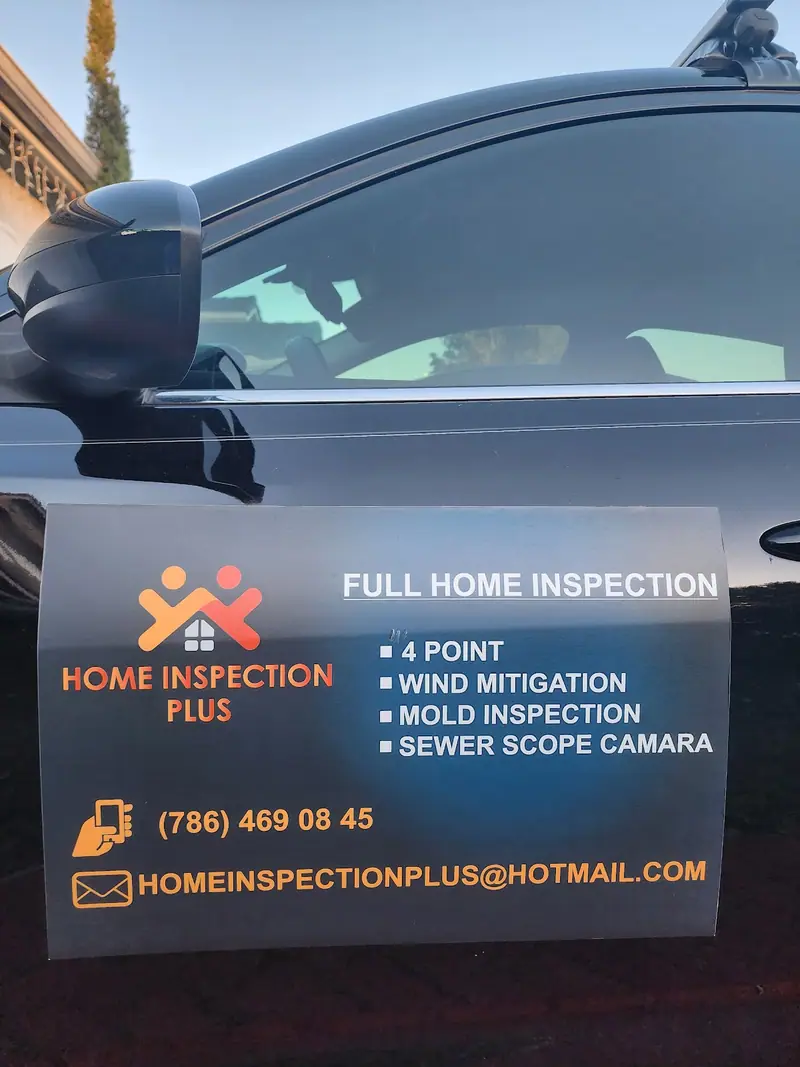 HOME INSPECTION
PLUS
FULL HOME INSPECTION
4 POINT
WIND MITIGATION
MOLD INSPECTION
SEWER SCOPE CAMARA
(786) 469 08 45
HOMEINSPECTIONPLUS@HOTMAIL.COM